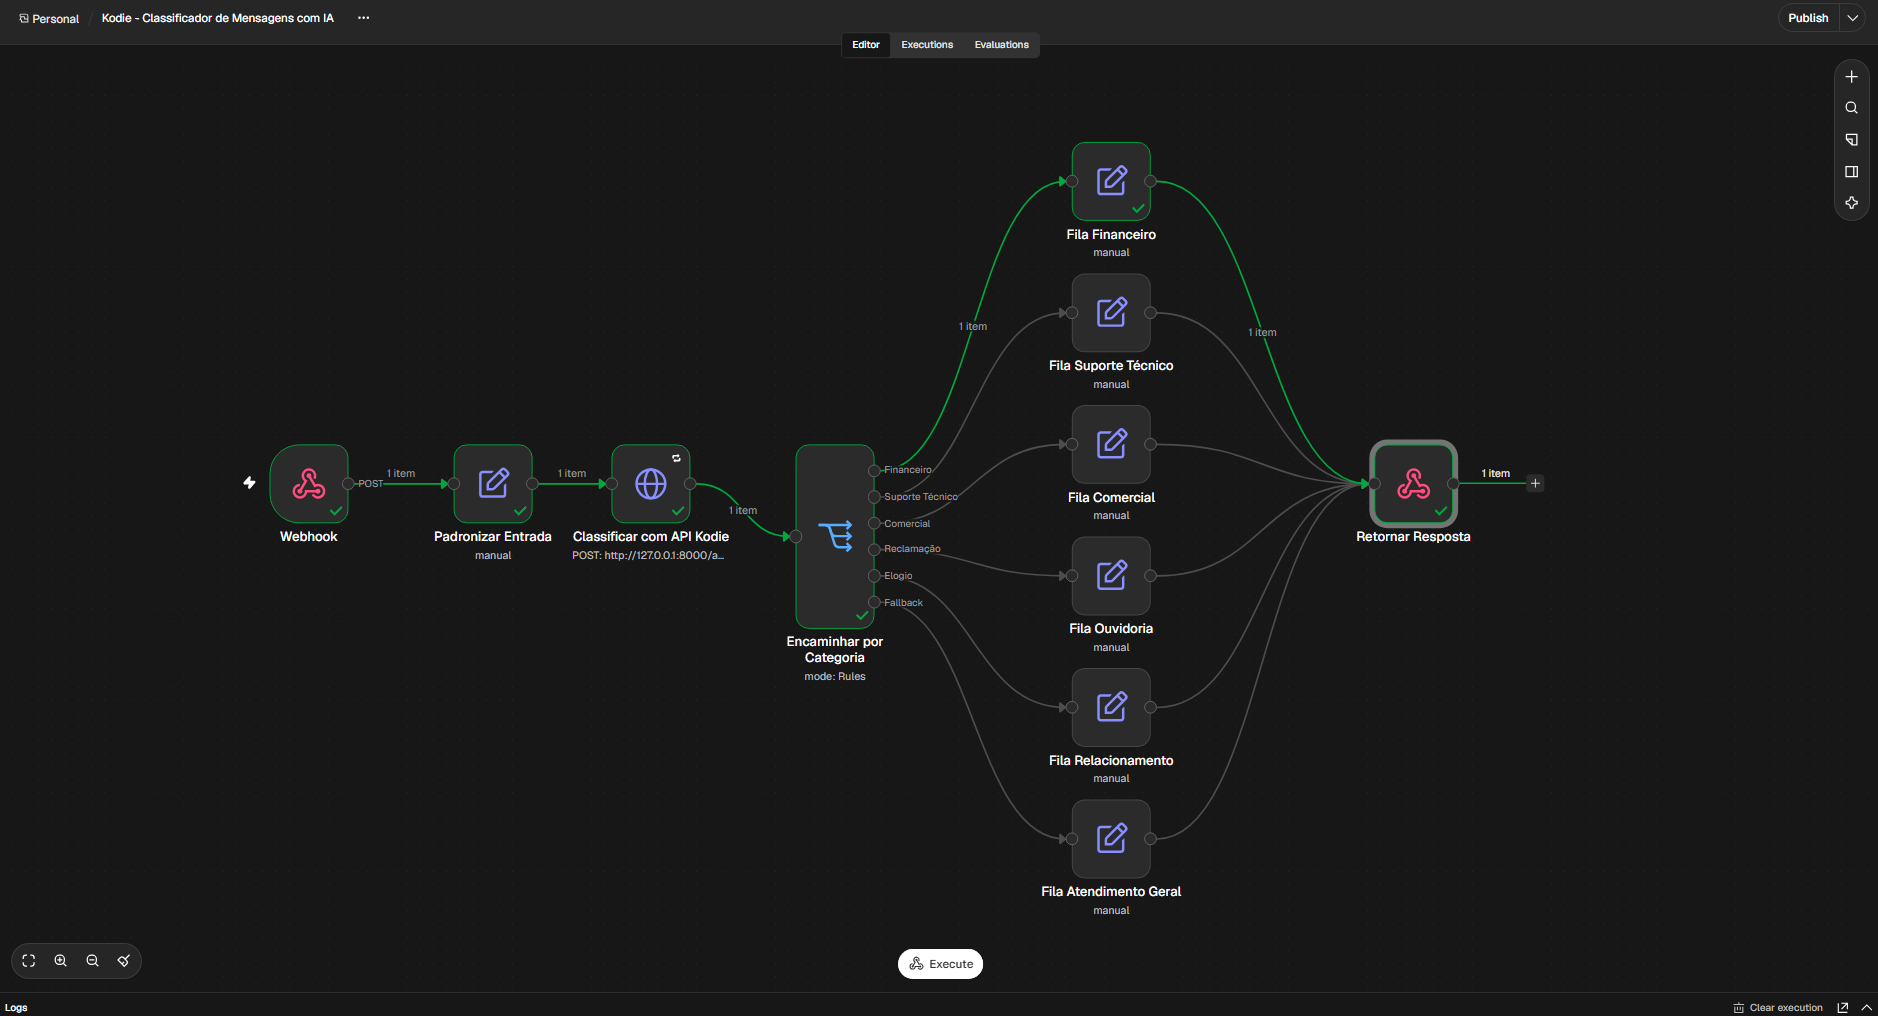 Personal / Kodie - Classificador de Mensagens com IA ...
Publish
Editor Executions Evaluations
Fila Financeiro
manual
1 item
1 item
Fila Suporte Técnico
manual
Fila Comercial
manual
POST
1 item
1 item
1 item
Webhook
Padronizar Entrada
manual
Classificar com API Kodie
POST: http://127.0.0.1:8000/a...
Financeiro
Suporte Técnico
Comercial
Reclamação
Elogio
Fallback
Encaminhar por
Categoria
mode: Rules
Fila Ouvidoria
manual
Fila Relacionamento
manual
Fila Atendimento Geral
manual
1 item
Retornar Resposta
Execute
Logs
Clear execution